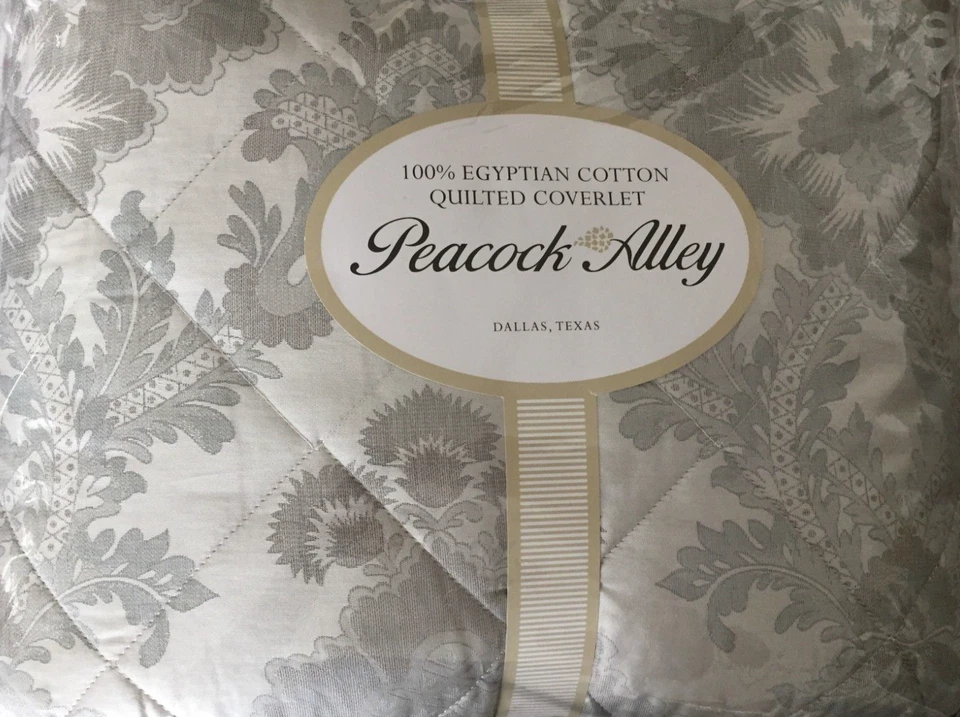 100% EGYPTIAN COTTON
QUILTED COVERLET
Peacock Alley
DALLAS, TEXAS